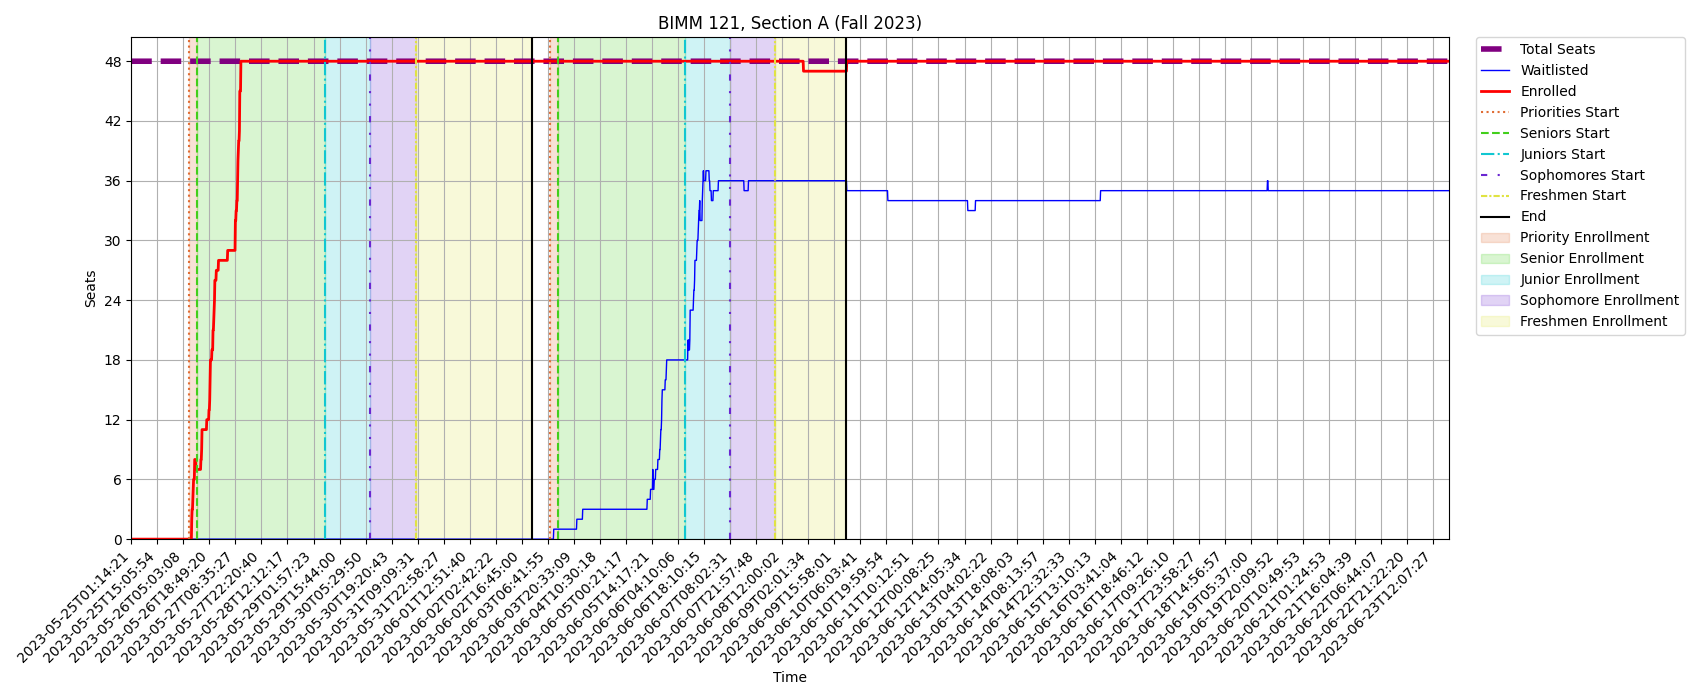 BIMM 121, Section A (Fall 2023)
Seats
48
42
36
30
24
18
12
6
0
2023-05-25T01:14:21
2023-05-25T15:05:54
2023-05-26T05:03:08
2023-05-26T18:49:20
2023-05-27T08:35:27
2023-05-27T22:20:40
2023-05-28T12:12:17
2023-05-29T01:57:23
2023-05-29T15:44:00
2023-05-30T05:29:50
2023-05-30T19:20:43
2023-05-31T09:09:31
2023-05-31T22:58:27
2023-06-01T12:51:40
2023-06-02T02:42:22
2023-06-02T16:45:00
2023-06-03T06:41:55
2023-06-03T20:33:09
2023-06-04T10:30:18
2023-06-05T00:21:17
2023-06-05T14:17:21
2023-06-06T04:10:06
2023-06-06T18:10:15
2023-06-07T08:02:31
2023-06-07T21:57:48
2023-06-08T12:00:02
2023-06-09T02:01:34
2023-06-09T15:58:01
2023-06-10T06:03:41
2023-06-10T19:59:54
2023-06-11T10:12:51
2023-06-12T00:08:25
2023-06-12T14:05:34
2023-06-13T04:02:22
2023-06-13T18:08:03
2023-06-14T08:13:57
2023-06-14T22:32:33
2023-06-15T13:10:13
2023-06-16T03:41:04
2023-06-16T18:46:12
2023-06-17T09:26:10
2023-06-17T23:58:27
2023-06-18T14:56:57
2023-06-19T05:37:00
2023-06-19T20:09:52
2023-06-20T10:49:53
2023-06-21T01:24:53
2023-06-21T16:04:39
2023-06-22T06:44:07
2023-06-22T21:22:20
2023-06-23T12:07:27
Time
Total Seats
Waitlisted
Enrolled
Priorities Start
Seniors Start
Juniors Start
Sophomores Start
Freshmen Start
End
Priority Enrollment
Senior Enrollment
Junior Enrollment
Sophomore Enrollment
Freshmen Enrollment